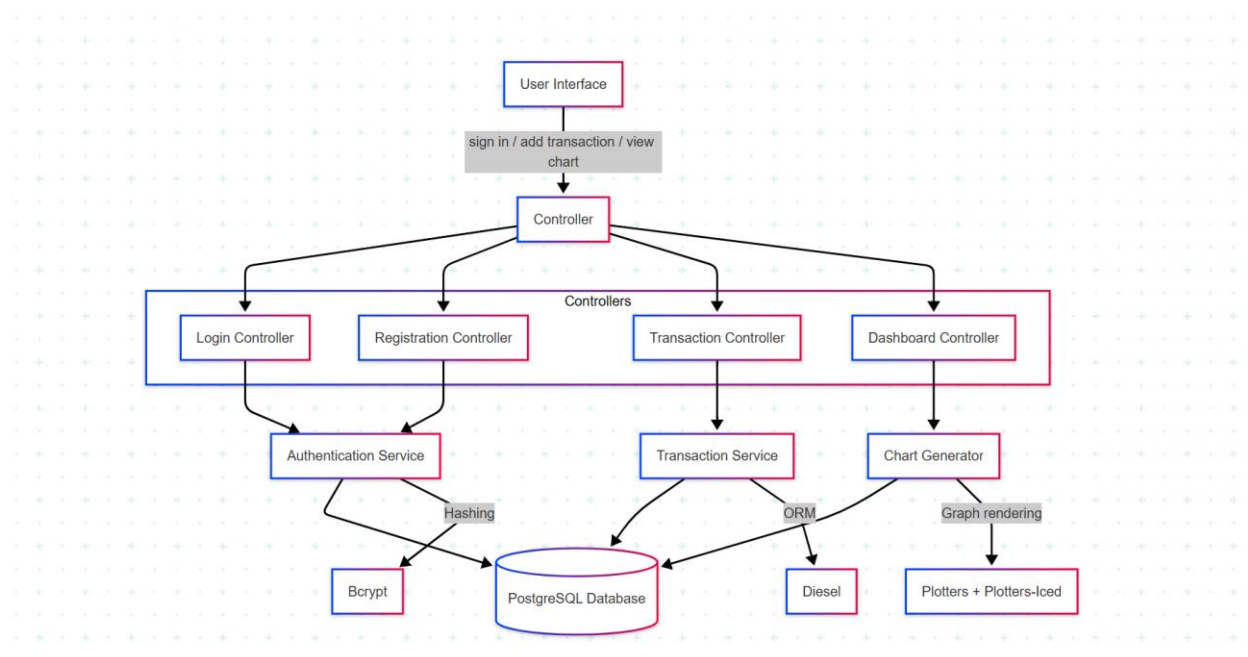 User Interface
sign in / add transaction / view
chart
Controller
Controllers
Login Controller
Registration Controller
Transaction Controller
Dashboard Controller
Authentication Service
Transaction Service
Chart Generator
Hashing
ORM
Graph rendering
Bcrypt
PostgreSQL Database
Diesel
Plotters + Plotters-Iced